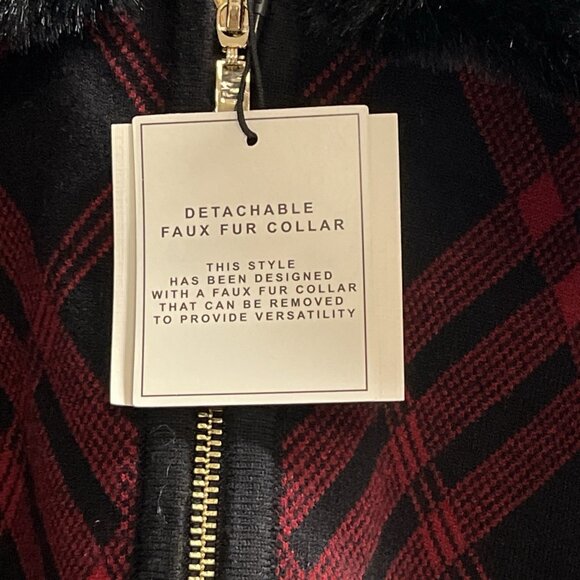 DETACHABLE
FAUX FUR COLLAR
THIS STYLE
HAS BEEN DESIGNED
WITH A FAUX FUR COLLAR
THAT CAN BE REMOVED
TO PROVIDE VERSATILITY